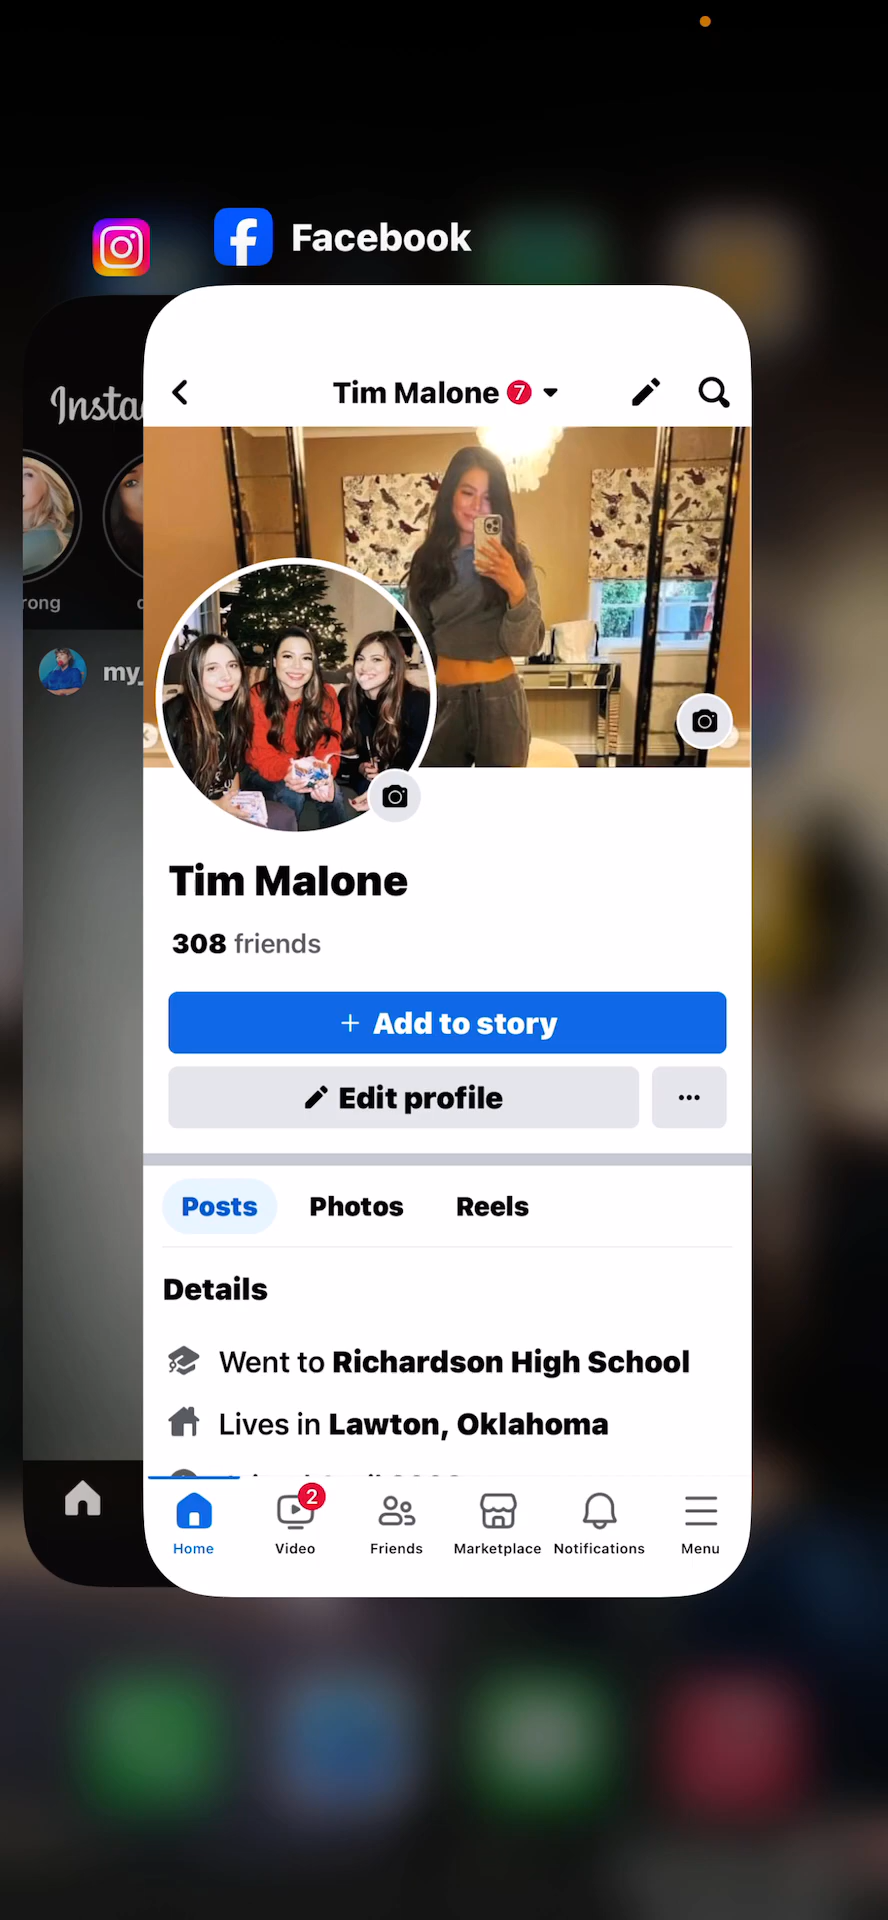 Facebook
Insta
Tim Malone 7
rong
my_
Tim Malone
308 friends
+ Add to story
Edit profile
Posts Photos Reels
Details
Went to Richardson High School
Lives in Lawton, Oklahoma
2
Home Video Friends Marketplace Notifications Menu